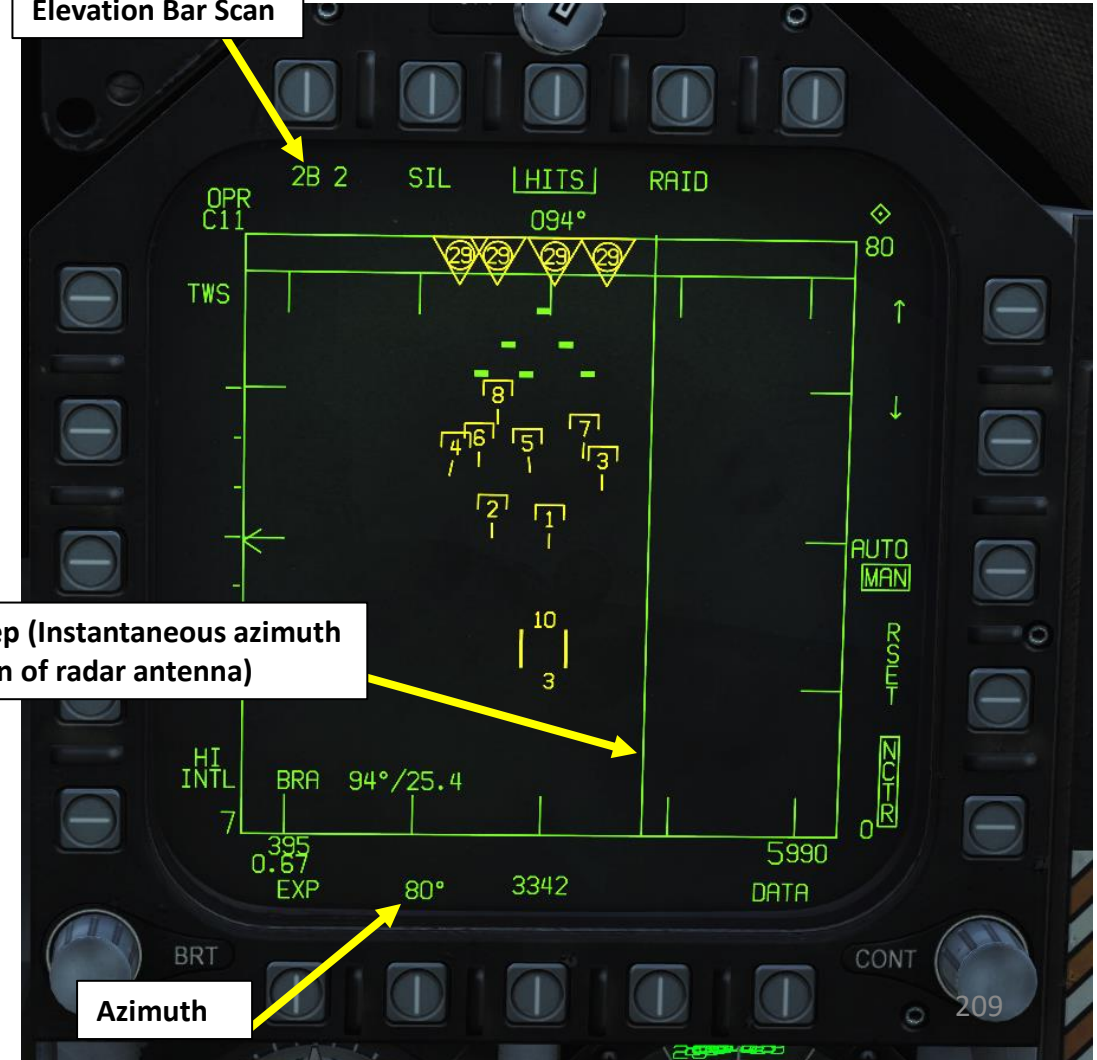 Elevation Bar Scan
2B 2 SIL HITS RAID
OPR
C11
094°
80
29 29 29 29
TWS
8
4 6 5 7 3
2 1
AUTO
MAN
10
3
ep (Instantaneous azimuth
n of radar antenna)
RSET
HI
INTL
BRA 94°/25.4
NCTR
7
0
395
0.67
5990
EXP 80° 3342 DATA
BRT
CONT
Azimuth
209